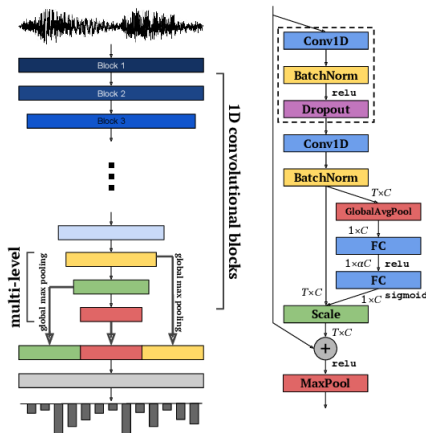 Block 1
Block 2
Block 3
1D convolutional blocks
multi-level
global max pooling
global max pooling
Conv1D
BatchNorm
relu
Dropout
Conv1D
BatchNorm
T×C
GlobalAvgPool
1×C
FC
1×αC
relu
FC
T×C
1×C
sigmoid
Scale
T×C
+
relu
MaxPool